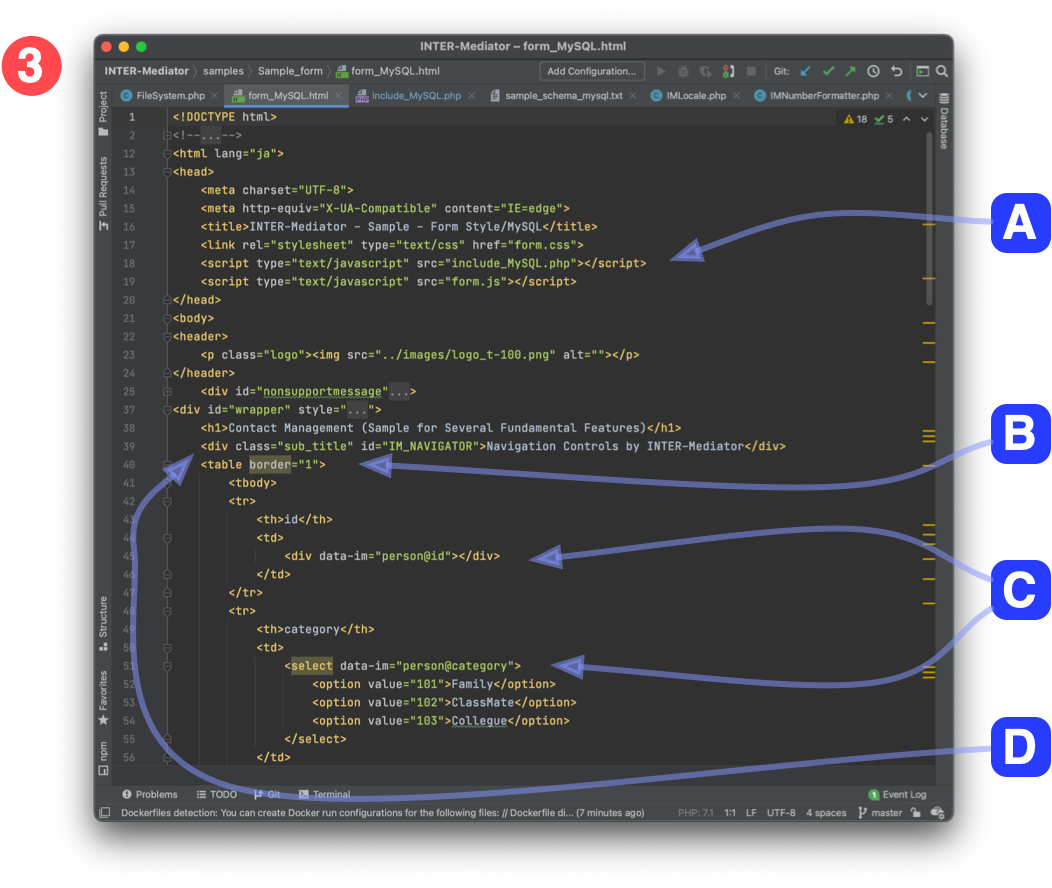 3
INTER-Mediator – form_MySQL.html
INTER-Mediator 〉 samples 〉 Sample_form 〉 form_MySQL.html Add Configuration... Git:
Project
Pull Requests
Structure
Favorites
npm
FileSystem.php × form_MySQL.html × include_MySQL.php × sample_schema_mysql.txt × IMLocale.php × IMNumberFormatter.php ×
Database
18 5
1 <!DOCTYPE html>
2 <!--...-->
12 <html lang="ja">
13 <head>
14 <meta charset="UTF-8">
15 <meta http-equiv="X-UA-Compatible" content="IE=edge">
16 <title>INTER-Mediator - Sample - Form Style/MySQL</title>
17 <link rel="stylesheet" type="text/css" href="form.css">
18 <script type="text/javascript" src="include_MySQL.php"></script>
19 <script type="text/javascript" src="form.js"></script>
20 </head>
21 <body>
22 <header>
23 <p class="logo"><img src="../images/logo_t-100.png" alt=""></p>
24 </header>
25 <div id="nonsupportmessage"...>
37 <div id="wrapper" style="...">
38 <h1>Contact Management (Sample for Several Fundamental Features)</h1>
39 <div class="sub_title" id="IM_NAVIGATOR">Navigation Controls by INTER-Mediator</div>
40 <table border="1">
41 <tbody>
42 <tr>
43 <th>id</th>
44 <td>
45 <div data-im="person@id"></div>
46 </td>
47 </tr>
48 <tr>
49 <th>category</th>
50 <td>
51 <select data-im="person@category">
52 <option value="101">Family</option>
53 <option value="102">ClassMate</option>
54 <option value="103">Collegue</option>
55 </select>
56 </td>
A
B
C
D
Problems TODO Git Terminal 1 Event Log
Dockerfiles detection: You can create Docker run configurations for the following files: // Dockerfile di... (7 minutes ago) PHP: 7.1 1:1 LF UTF-8 4 spaces master